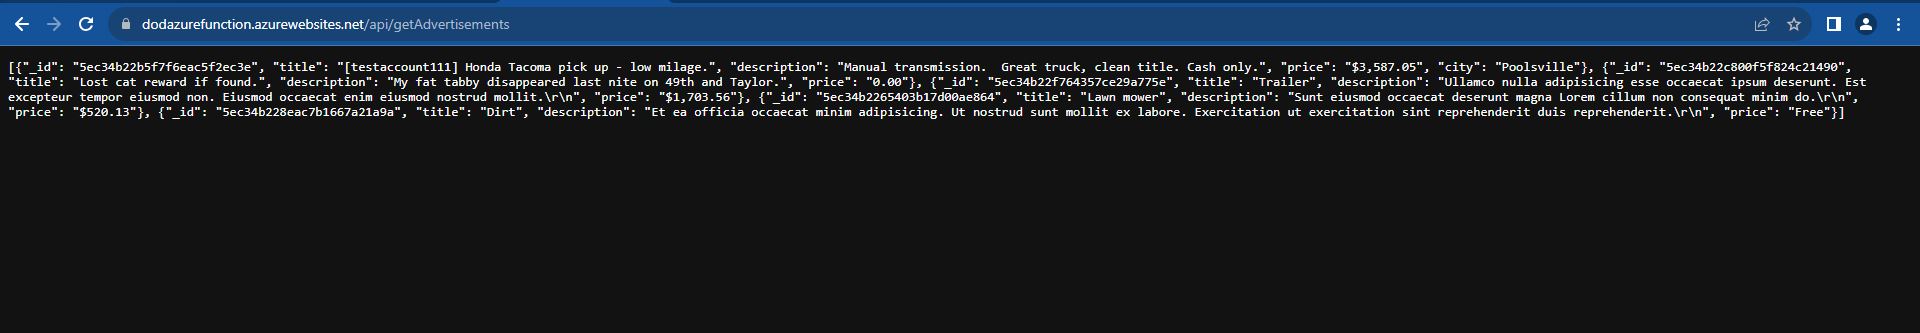 dodazurefunction.azurewebsites.net/api/getAdvertisements
[{"_id": "5ec34b22b5f7f6eac5f2ec3e", "title": "[testaccount111] Honda Tacoma pick up - low milage.", "description": "Manual transmission.  Great truck, clean title. Cash only.", "price": "$3,587.05", "city": "Poolsville"}, {"_id": "5ec34b22c800f5f824c21490",
"title": "Lost cat reward if found.", "description": "My fat tabby disappeared last nite on 49th and Taylor.", "price": "0.00"}, {"_id": "5ec34b22f764357ce29a775e", "title": "Trailer", "description": "Ullamco nulla adipisicing esse occaecat ipsum deserunt. Est
excepteur tempor eiusmod non. Eiusmod occaecat enim eiusmod nostrud mollit.\r\n", "price": "$1,703.56"}, {"_id": "5ec34b2265403b17d00ae864", "title": "Lawn mower", "description": "Sunt eiusmod occaecat deserunt magna Lorem cillum non consequat minim do.\r\n",
"price": "$520.13"}, {"_id": "5ec34b228eac7b1667a21a9a", "title": "Dirt", "description": "Et ea officia occaecat minim adipisicing. Ut nostrud sunt mollit ex labore. Exercitation ut exercitation sint reprehenderit duis reprehenderit.\r\n", "price": "Free"}]